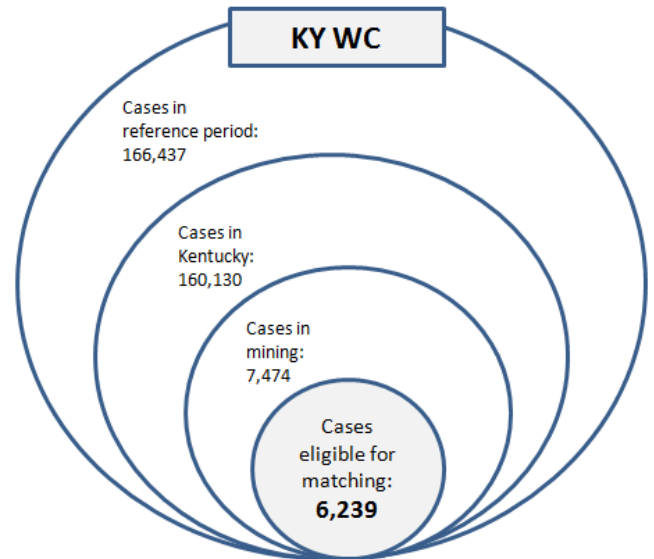 KY WC
Cases in
reference period:
166,437
Cases in
Kentucky:
160,130
Cases in
mining:
7,474
Cases
eligible for
matching:
6,239